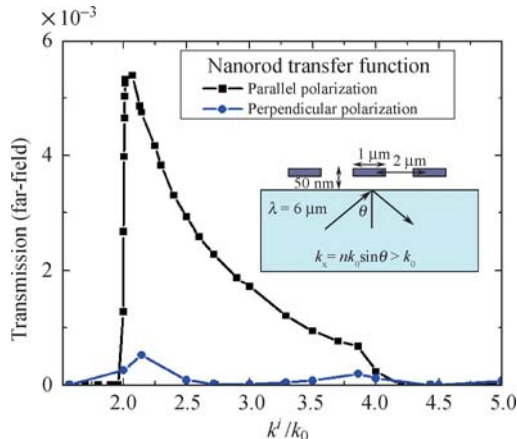 ×10⁻³
6
4
2
0
Transmission (far-field)
Nanorod transfer function
Parallel polarization
Perpendicular polarization
1 μm
2 μm
50 nm
λ = 6 μm
θ
kₓ = nk₀sinθ > k₀
2.0 2.5 3.0 3.5 4.0 4.5 5.0
kⁱ/k₀